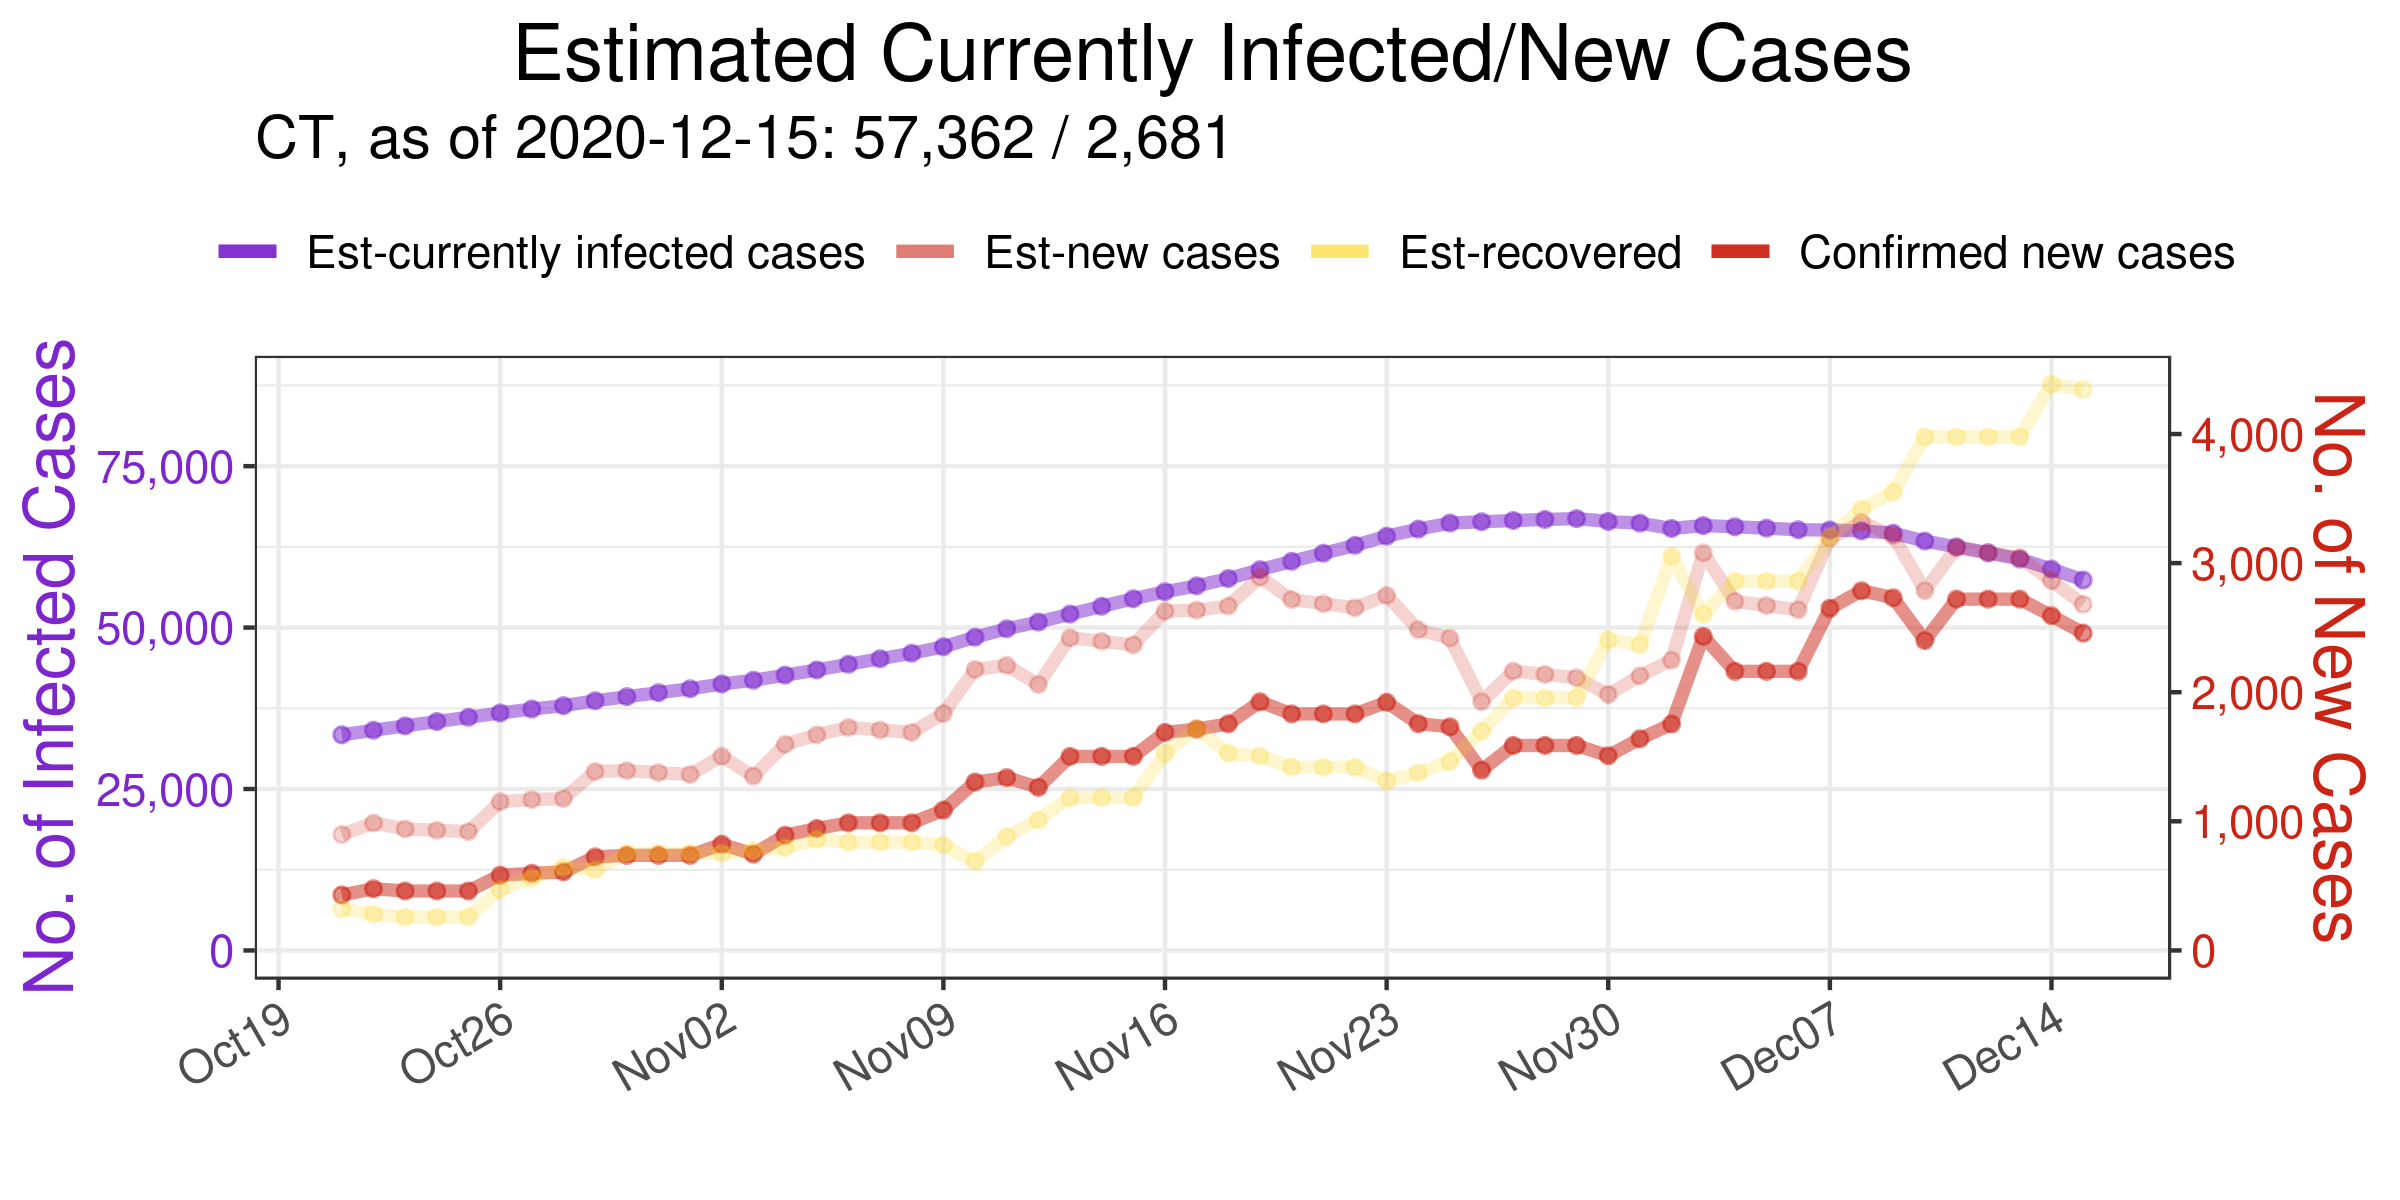 Estimated Currently Infected/New Cases
CT, as of 2020-12-15: 57,362 / 2,681
Est-currently infected cases Est-new cases Est-recovered Confirmed new cases
No. of Infected Cases
75,000
50,000
25,000
0
4,000
3,000
2,000
1,000
0
No. of New Cases
Oct19 Oct26 Nov02 Nov09 Nov16 Nov23 Nov30 Dec07 Dec14